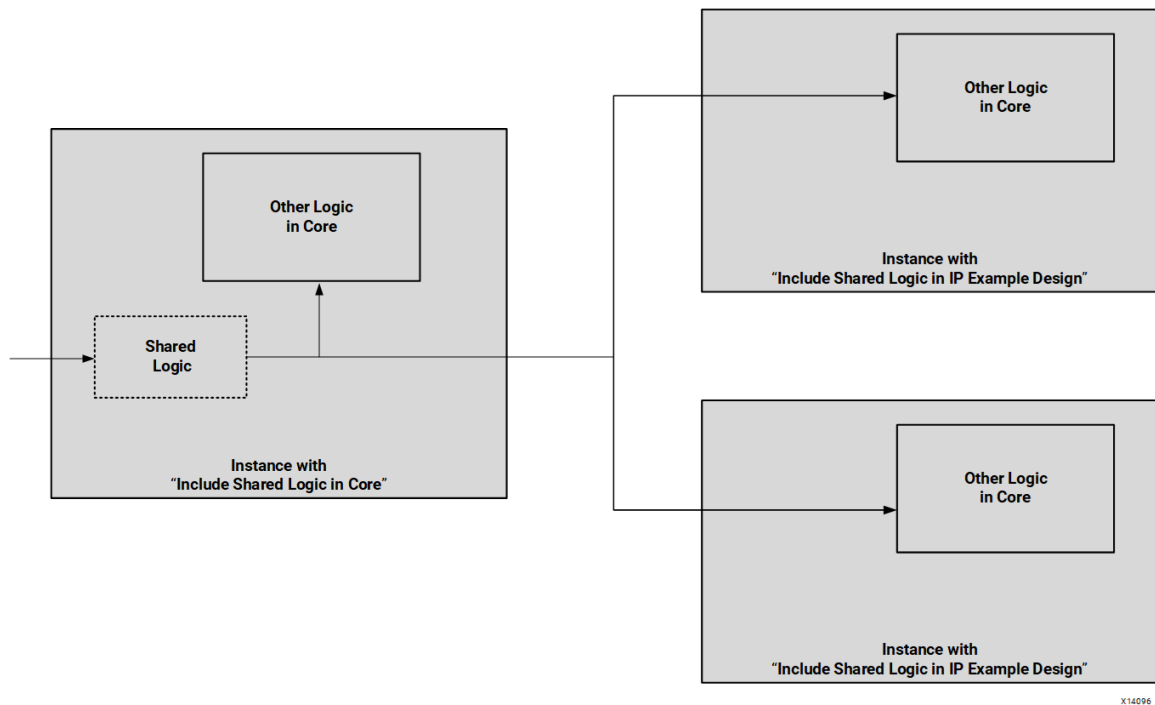 Other Logic
in Core
Shared
Logic
Instance with
“Include Shared Logic in Core”
Other Logic
in Core
Instance with
“Include Shared Logic in IP Example Design”
Other Logic
in Core
Instance with
“Include Shared Logic in IP Example Design”
X14096